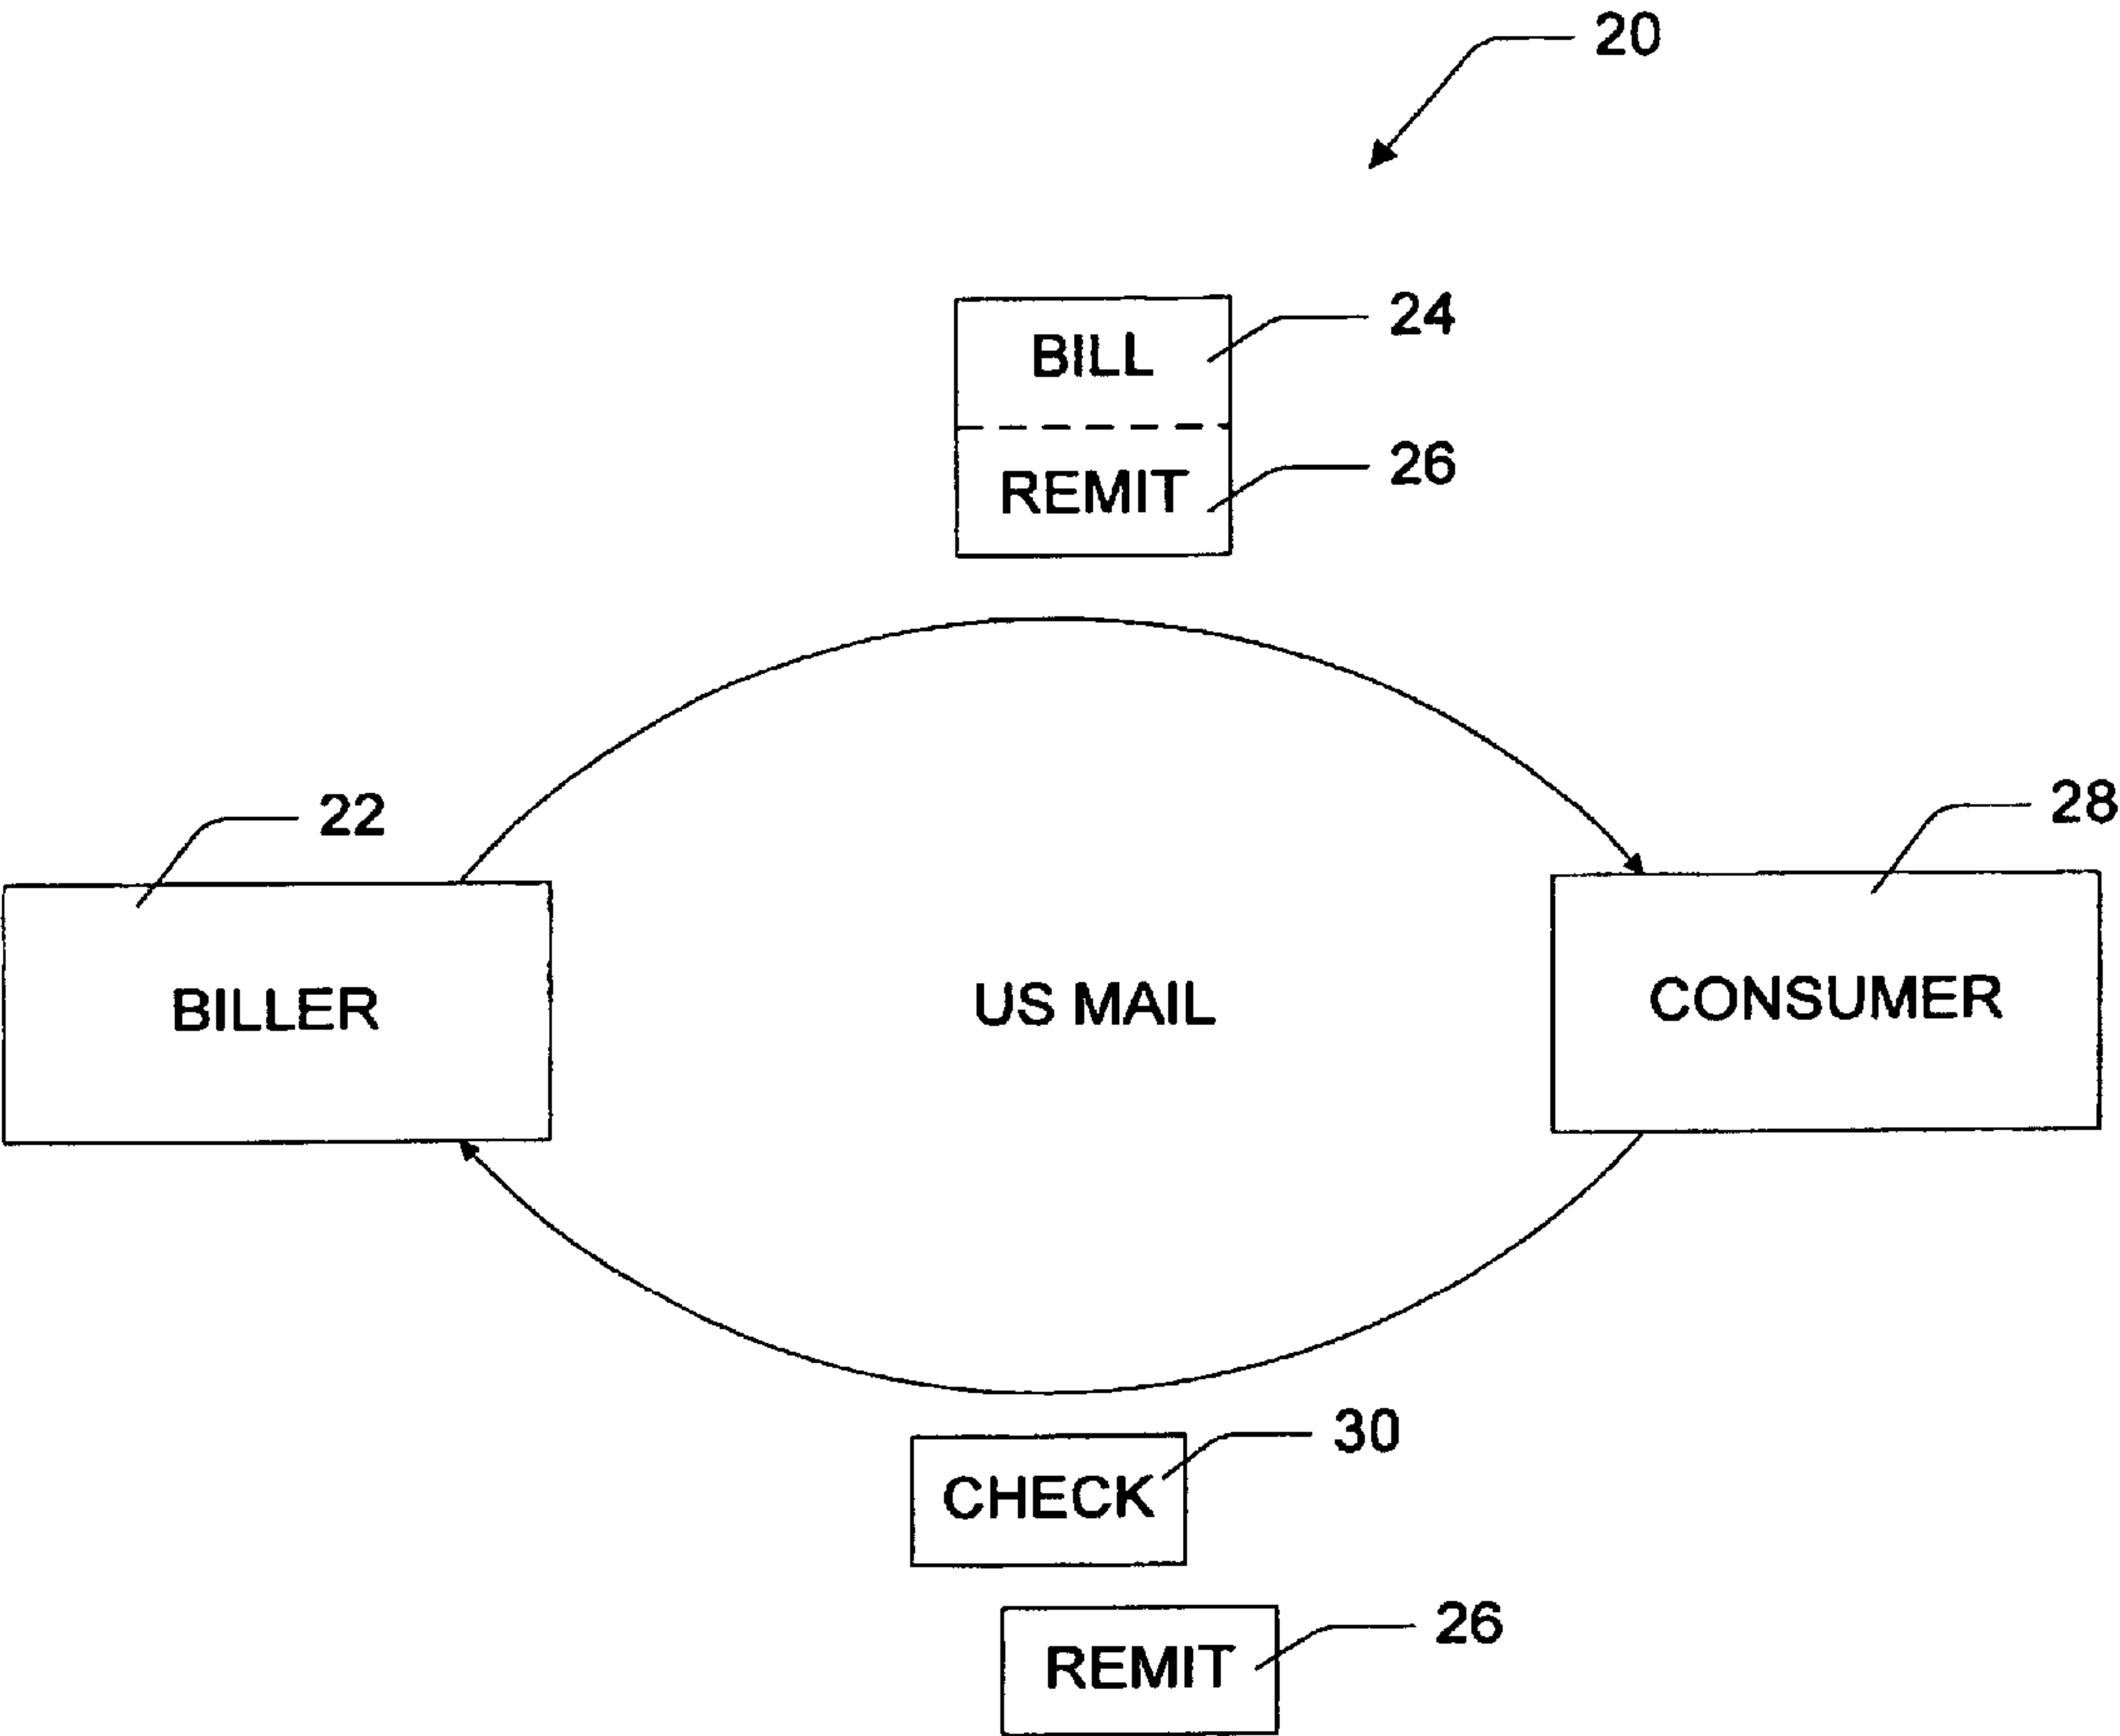 20
BILL
24
REMIT
26
22
28
BILLER
US MAIL
CONSUMER
30
CHECK
26
REMIT